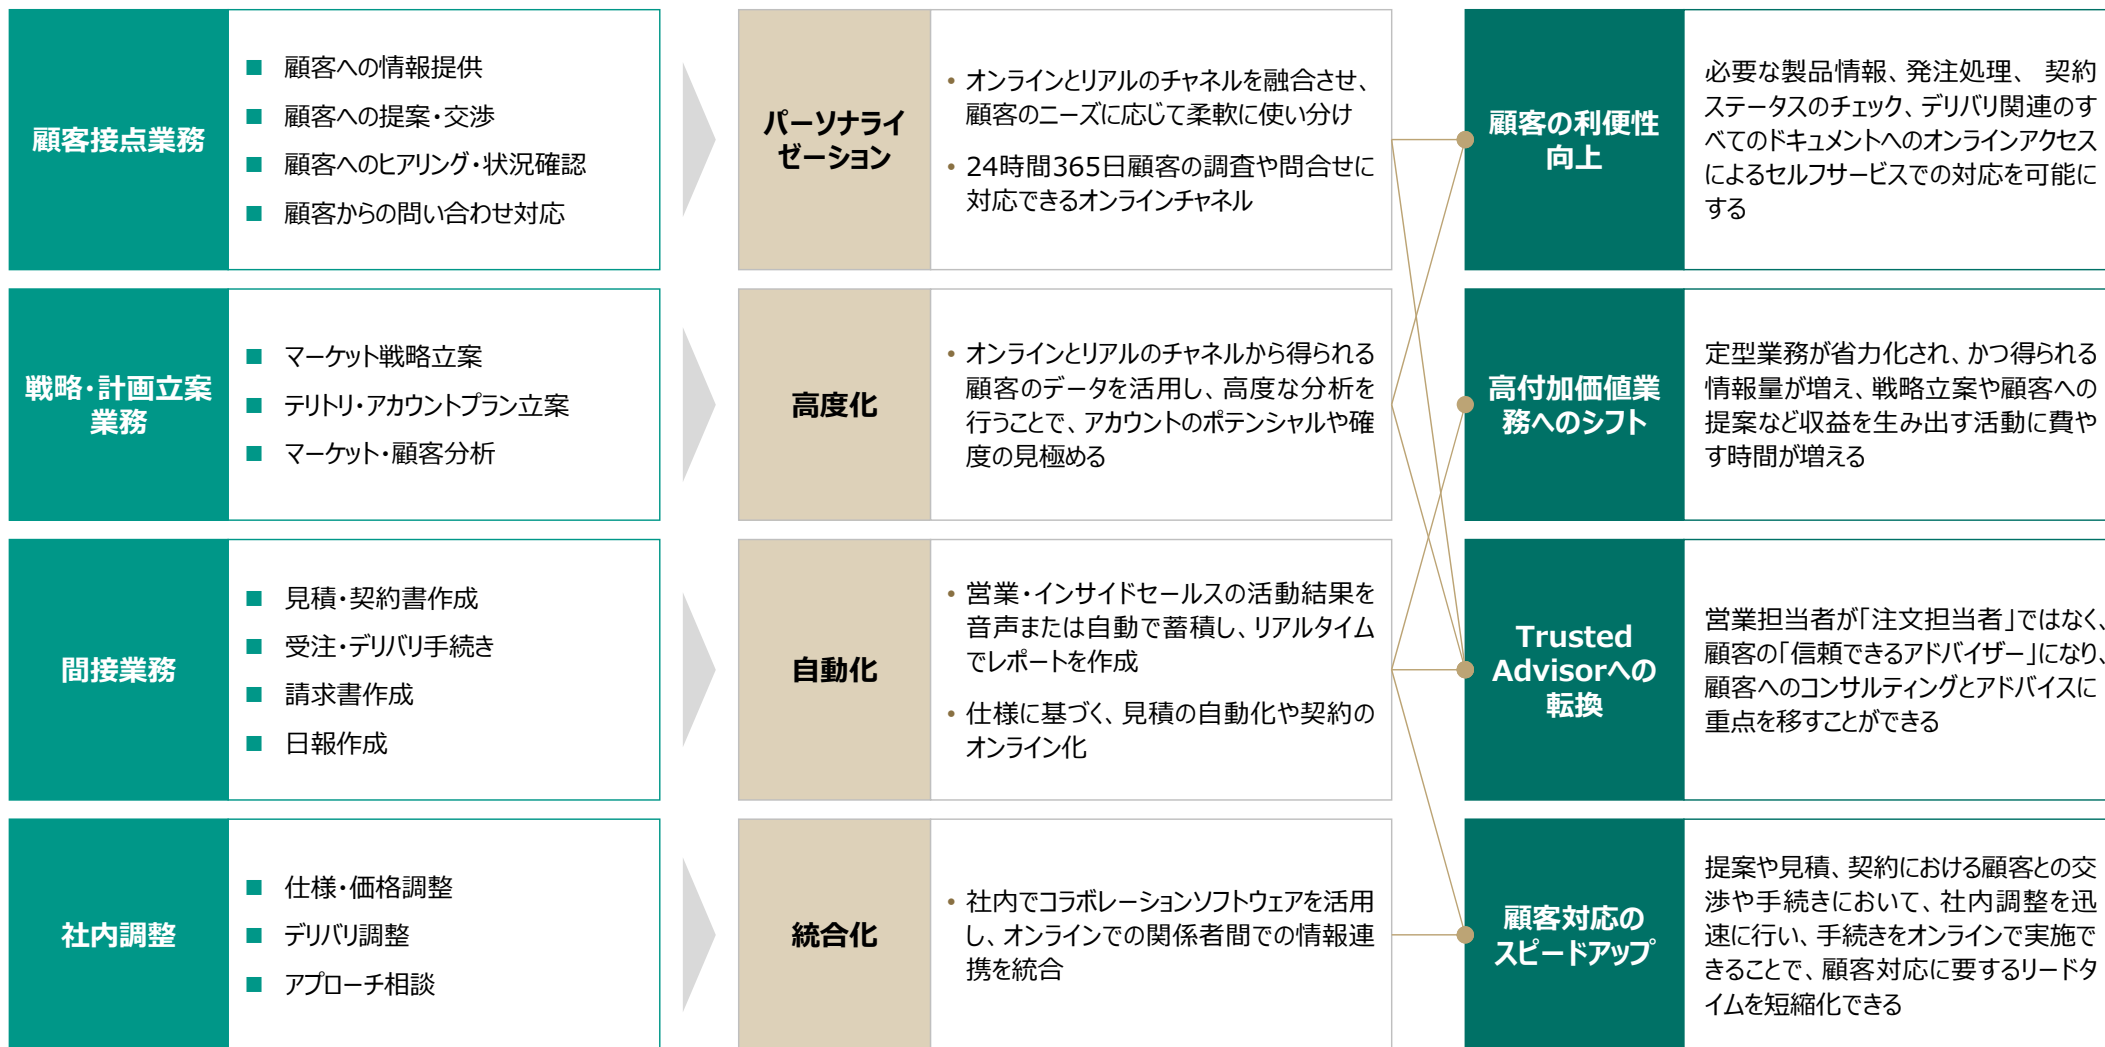 顧客接点業務
顧客への情報提供
顧客への提案・交渉
顧客へのヒアリング・状況確認
顧客からの問い合わせ対応
パーソナライ
ゼーション
オンラインとリアルのチャネルを融合させ、
顧客のニーズに応じて柔軟に使い分け
24時間365日顧客の調査や問合せに
対応できるオンラインチャネル
顧客の利便性
向上
必要な製品情報、発注処理、 契約
ステータスのチェック、デリバリ関連のす
べてのドキュメントへのオンラインアクセス
によるセルフサービスでの対応を可能に
する
戦略・計画立案
業務
マーケット戦略立案
テリトリ・アカウントプラン立案
マーケット・顧客分析
高度化
オンラインとリアルのチャネルから得られる
顧客のデータを活用し、高度な分析を
行うことで、アカウントのポテンシャルや確
度の見極める
高付加価値業
務へのシフト
定型業務が省力化され、かつ得られる
情報量が増え、戦略立案や顧客への
提案など収益を生み出す活動に費や
す時間が増える
間接業務
見積・契約書作成
受注・デリバリ手続き
請求書作成
日報作成
自動化
営業・インサイドセールスの活動結果を
音声または自動で蓄積し、リアルタイム
でレポートを作成
仕様に基づく、見積の自動化や契約の
オンライン化
Trusted
Advisorへの
転換
営業担当者が「注文担当者」ではなく、
顧客の「信頼できるアドバイザー」になり、
顧客へのコンサルティングとアドバイスに
重点を移すことができる
社内調整
仕様・価格調整
デリバリ調整
アプローチ相談
統合化
社内でコラボレーションソフトウェアを活用
し、オンラインでの関係者間での情報連
携を統合
顧客対応の
スピードアップ
提案や見積、契約における顧客との交
渉や手続きにおいて、社内調整を迅
速に行い、手続きをオンラインで実施で
きることで、顧客対応に要するリードタ
イムを短縮化できる